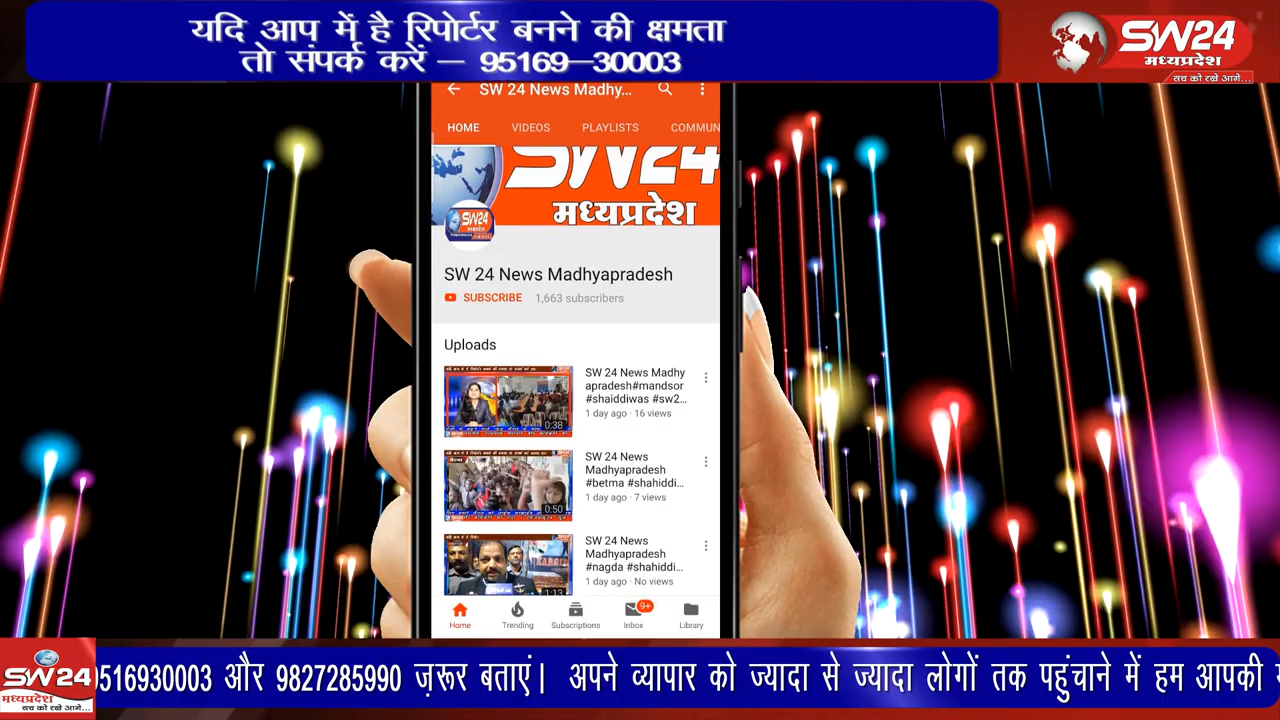 यदि आप में है रिपोर्टर बनने की क्षमता
तो संपर्क करें – 95169–30003
SW24
मध्यप्रदेश
सच को रखे आगे...
SW 24 News Madhy...
HOME VIDEOS PLAYLISTS COMMUN
SW24
मध्यप्रदेश
SW24
SW 24 News Madhyapradesh
SUBSCRIBE 1,663 subscribers
Uploads
SW 24 News Madhy
apradesh#mandsor
#shaiddiwas #sw2...
1 day ago · 16 views
0:38
SW 24 News
Madhyapradesh
#betma #shahiddi...
1 day ago · 7 views
0:50
SW 24 News
Madhyapradesh
#nagda #shahiddi...
1 day ago · No views
1:13
9+
Home Trending Subscriptions Inbox Library
SW24
मध्यप्रदेश
सच को रखे आगे...
9516930003 और 9827285990 ज़रूर बताएं| अपने व्यापार को ज्यादा से ज्यादा लोगों तक पहुंचाने में हम आपकी